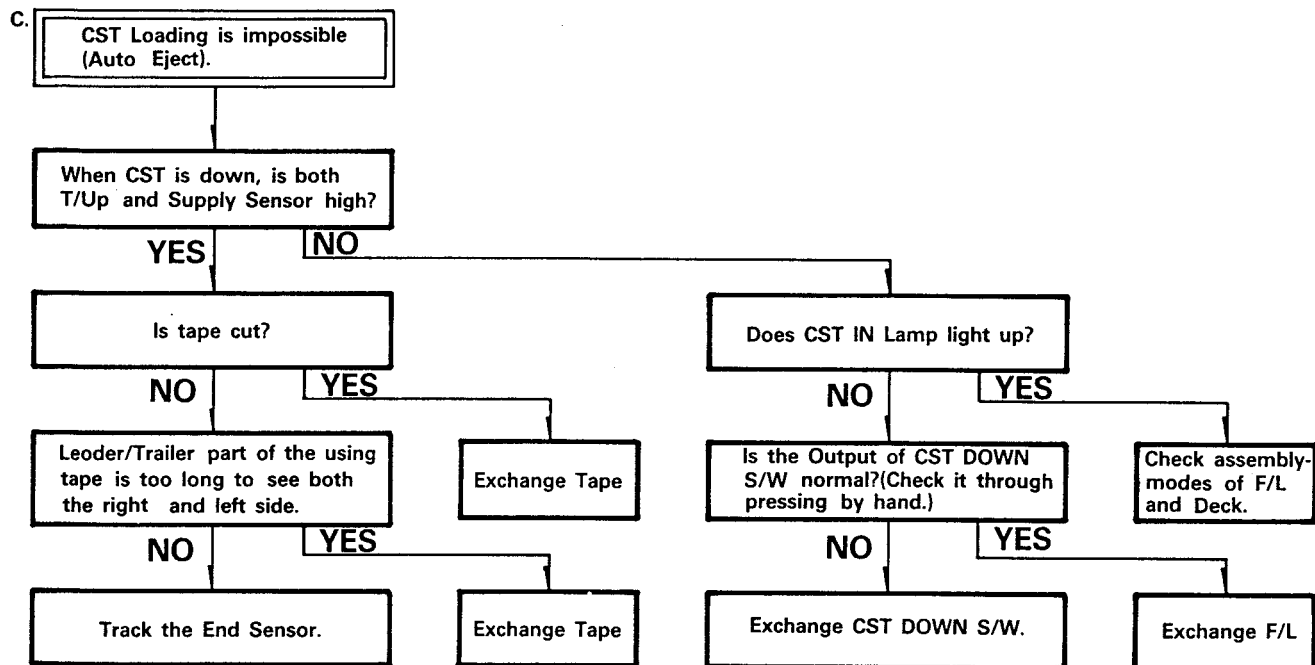 C.
CST Loading is impossible
(Auto Eject).
When CST is down, is both
T/Up and Supply Sensor high?
YES
NO
Is tape cut?
Does CST IN Lamp light up?
NO
YES
NO
YES
Leoder/Trailer part of the using
tape is too long to see both
the right and left side.
Exchange Tape
Is the Output of CST DOWN
S/W normal?(Check it through
pressing by hand.)
Check assembly-
modes of F/L
and Deck.
NO
YES
NO
YES
Track the End Sensor.
Exchange Tape
Exchange CST DOWN S/W.
Exchange F/L